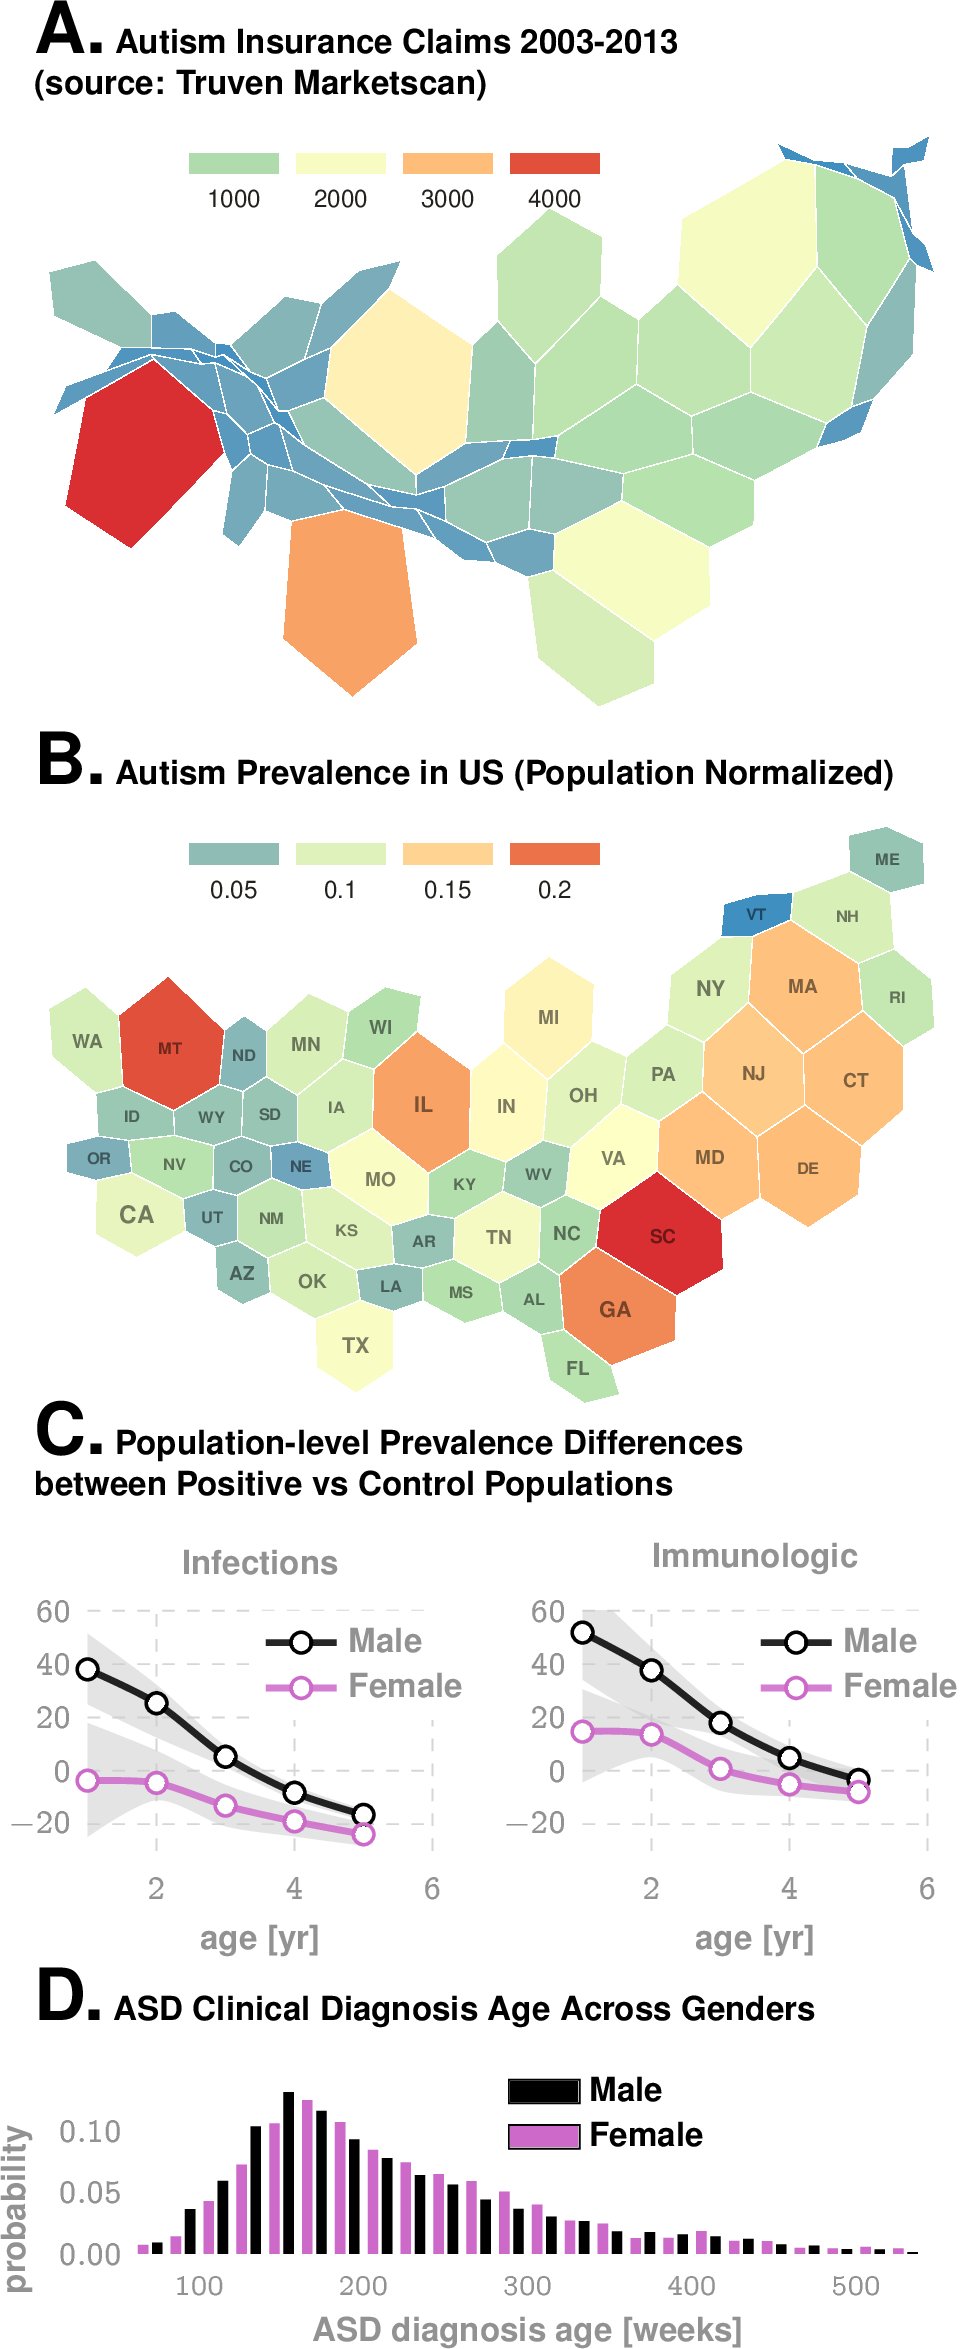 A. Autism Insurance Claims 2003-2013
(source: Truven Marketscan)
1000 2000 3000 4000
B. Autism Prevalence in US (Population Normalized)
0.05 0.1 0.15 0.2
ME
VT NH
NY MA RI
WA MT ND MN WI MI
IL IN OH PA NJ CT
ID WY SD IA
OR NV CO NE MO KY WV VA MD DE
CA UT NM KS AR TN NC SC
AZ OK LA MS AL GA
TX FL
C. Population-level Prevalence Differences
between Positive vs Control Populations
Infections
60
40
20
0
−20
2 4 6
age [yr]
Male
Female
Immunologic
60
40
20
0
−20
2 4 6
age [yr]
Male
Female
D. ASD Clinical Diagnosis Age Across Genders
Male
Female
probability
0.10
0.05
0.00
100 200 300 400 500
ASD diagnosis age [weeks]